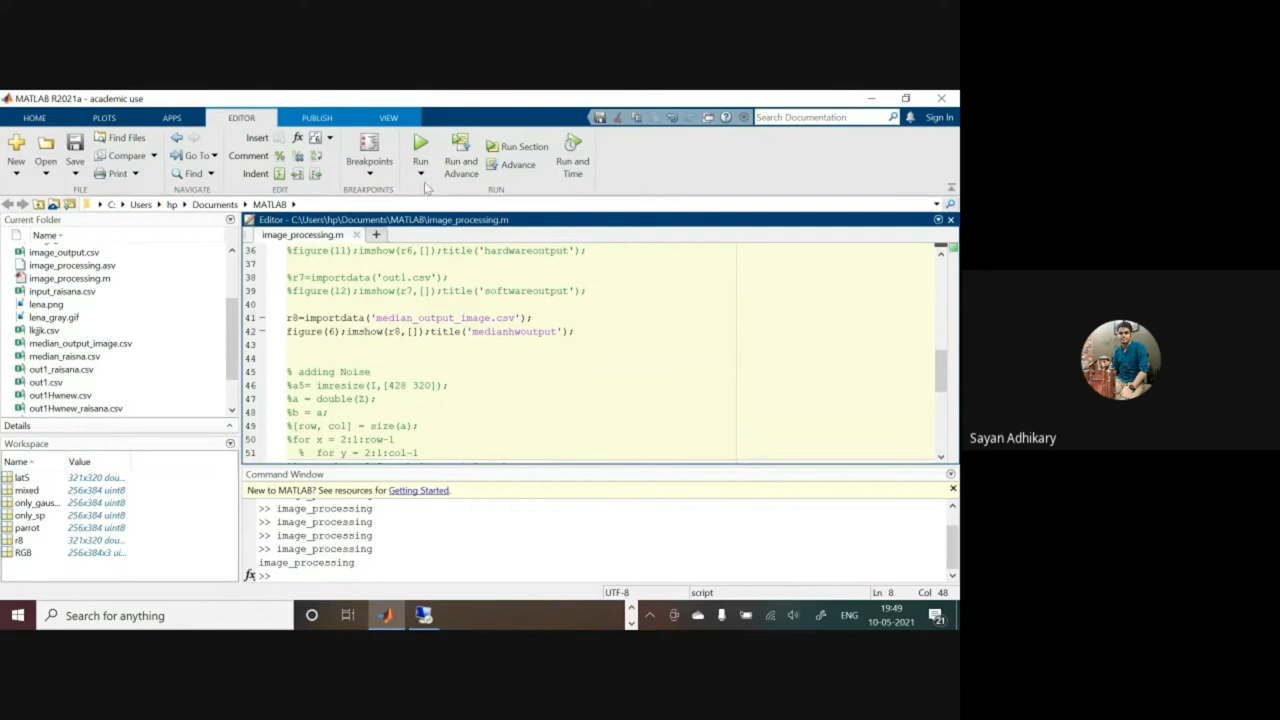 MATLAB R2021a - academic use
HOME PLOTS APPS EDITOR PUBLISH VIEW Search Documentation Sign In
New Open Save Find Files Compare Print Go To Find Insert fx Comment % Indent Breakpoints Run Run and Advance Run Section Advance Run and Time
FILE NAVIGATE EDIT BREAKPOINTS RUN
C: Users hp Documents MATLAB
Current Folder
Name
image_output.csv
image_processing.asv
image_processing.m
input_raisana.csv
lena.png
lena_gray.gif
lkjjk.csv
median_output_image.csv
median_raisna.csv
out1_raisana.csv
out1.csv
out1Hwnew.csv
out1Hwnew_raisana.csv
Details
Workspace
Name Value
lat5 321x320 dou...
mixed 256x384 uint8
only_gaus... 256x384 uint8
only_sp 256x384 uint8
parrot 256x384 uint8
r8 321x320 dou...
RGB 256x384x3 ui...
Editor - C:\Users\hp\Documents\MATLAB\image_processing.m
image_processing.m
36 %figure(11);imshow(r6,[]);title('hardwareoutput');
37
38 %r7=importdata('out1.csv');
39 %figure(12);imshow(r7,[]);title('softwareoutput');
40
41 r8=importdata('median_output_image.csv');
42 figure(6);imshow(r8,[]);title('medianhwoutput');
43
44
45 % adding Noise
46 %a5= imresize(I,[428 320]);
47 %a = double(Z);
48 %b = a;
49 %[row, col] = size(a);
50 %for x = 2:1:row-1
51 % for y = 2:1:col-1
Command Window
New to MATLAB? See resources for Getting Started.
>> image_processing
>> image_processing
>> image_processing
>> image_processing
image_processing
fx >>
UTF-8 script Ln 8 Col 48
Search for anything
ENG 19:49
10-05-2021
21
Sayan Adhikary